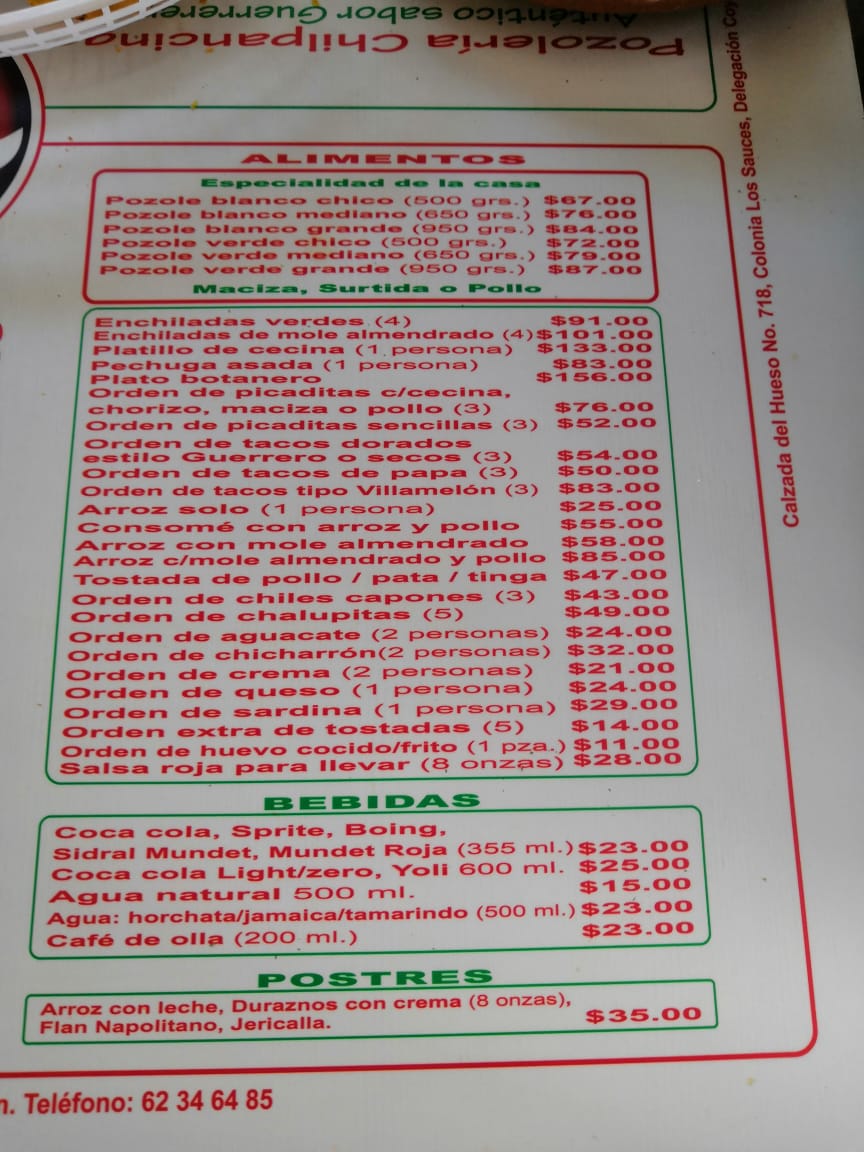 Auténtico sabor Guerrerer
Pozolería Chilpancing
ALIMENTOS
Especialidad de la casa
Pozole blanco chico (500 grs.) $67.00
Pozole blanco mediano (650 grs.) $76.00
Pozole blanco grande (950 grs.) $84.00
Pozole verde chico (500 grs.) $72.00
Pozole verde mediano (650 grs.) $79.00
Pozole verde grande (950 grs.) $87.00
Maciza, Surtida o Pollo
Enchiladas verdes (4) $91.00
Enchiladas de mole almendrado (4) $101.00
Platillo de cecina (1 persona) $133.00
Pechuga asada (1 persona) $83.00
Plato botanero $156.00
Orden de picaditas c/cecina,
chorizo, maciza o pollo (3) $76.00
Orden de picaditas sencillas (3) $52.00
Orden de tacos dorados
estilo Guerrero o secos (3) $54.00
Orden de tacos de papa (3) $50.00
Orden de tacos tipo Villamelón (3) $83.00
Arroz solo (1 persona) $25.00
Consomé con arroz y pollo $55.00
Arroz con mole almendrado $58.00
Arroz c/mole almendrado y pollo $85.00
Tostada de pollo / pata / tinga $47.00
Orden de chiles capones (3) $43.00
Orden de chalupitas (5) $49.00
Orden de aguacate (2 personas) $24.00
Orden de chicharrón(2 personas) $32.00
Orden de crema (2 personas) $21.00
Orden de queso (1 persona) $24.00
Orden de sardina (1 persona) $29.00
Orden extra de tostadas (5) $14.00
Orden de huevo cocido/frito (1 pza.) $11.00
Salsa roja para llevar (8 onzas) $28.00
BEBIDAS
Coca cola, Sprite, Boing,
Sidral Mundet, Mundet Roja (355 ml.) $23.00
Coca cola Light/zero, Yoli 600 ml. $25.00
Agua natural 500 ml. $15.00
Agua: horchata/jamaica/tamarindo (500 ml.) $23.00
Café de olla (200 ml.) $23.00
POSTRES
Arroz con leche, Duraznos con crema (8 onzas),
Flan Napolitano, Jericalla. $35.00
n. Teléfono: 62 34 64 85
Calzada del Hueso No. 718, Colonia Los Sauces, Delegación Coy